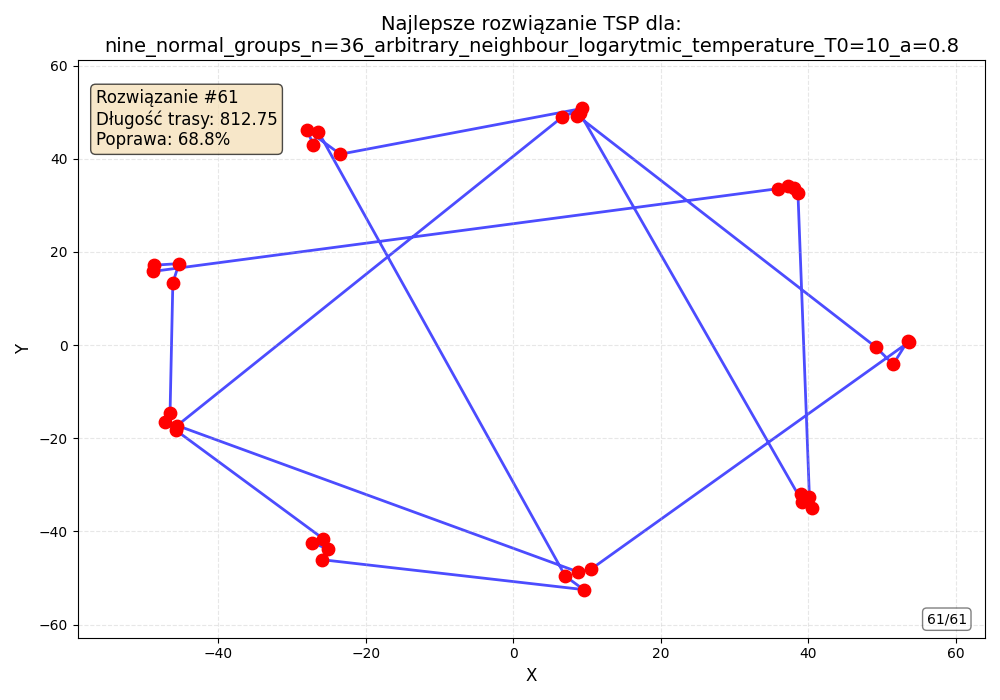 Najlepsze rozwiązanie TSP dla:
nine_normal_groups_n=36_arbitrary_neighbour_logarytmic_temperature_T0=10_a=0.8
Rozwiązanie #61
Długość trasy: 812.75
Poprawa: 68.8%
60
40
20
0
−20
−40
−60
Y
61/61
−40
−20
0
20
40
60
X